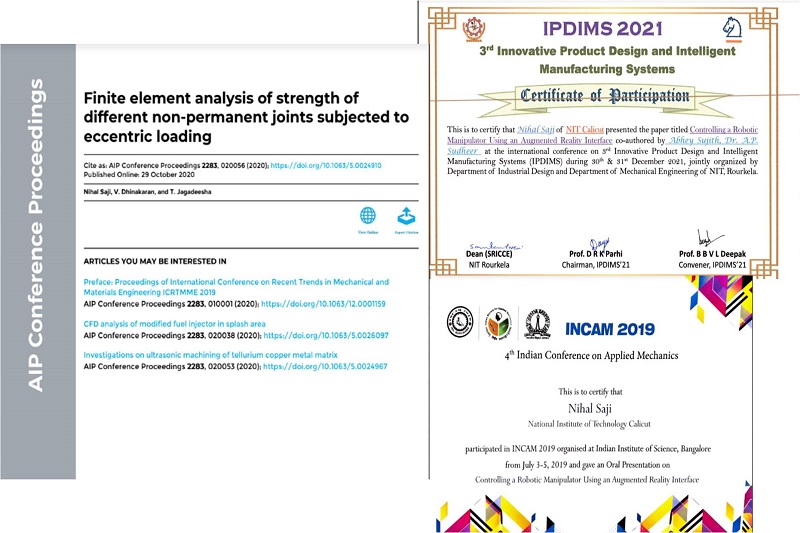 AIP Conference Proceedings
Finite element analysis of strength of
different non-permanent joints subjected to
eccentric loading
Cite as: AIP Conference Proceedings 2283, 020056 (2020); https://doi.org/10.1063/5.0024910
Published Online: 29 October 2020
Nihal Saji, V. Dhinakaran, and T. Jagadeesha
View Online
Export Citation
ARTICLES YOU MAY BE INTERESTED IN
Preface: Proceedings of International Conference on Recent Trends in Mechanical and
Materials Engineering ICRTMME 2019
AIP Conference Proceedings 2283, 010001 (2020); https://doi.org/10.1063/12.0001159
CFD analysis of modified fuel injector in splash area
AIP Conference Proceedings 2283, 020038 (2020); https://doi.org/10.1063/5.0026097
Investigations on ultrasonic machining of tellurium copper metal matrix
AIP Conference Proceedings 2283, 020053 (2020); https://doi.org/10.1063/5.0024967
IPDIMS 2021
3rd Innovative Product Design and Intelligent
Manufacturing Systems
Certificate of Participation
This is to certify that Nihal Saji of NIT Calicut presented the paper titled Controlling a Robotic
Manipulator Using an Augmented Reality Interface co-authored by Abhey Sujith, Dr. A.P.
Sudheer at the international conference on 3rd Innovative Product Design and Intelligent
Manufacturing Systems (IPDIMS) during 30th & 31st December 2021, jointly organized by
Department of Industrial Design and Department of Mechanical Engineering of NIT, Rourkela.
Dean (SRICCE)
NIT Rourkela
Prof. D R K Parhi
Chairman, IPDIMS'21
Prof. B B V L Deepak
Convener, IPDIMS'21
INCAM 2019
4th Indian Conference on Applied Mechanics
This is to certify that
Nihal Saji
National Institute of Technology Calicut
participated in INCAM 2019 organised at Indian Institute of Science, Bangalore
from July 3-5, 2019 and gave an Oral Presentation on
Controlling a Robotic Manipulator Using an Augmented Reality Interface